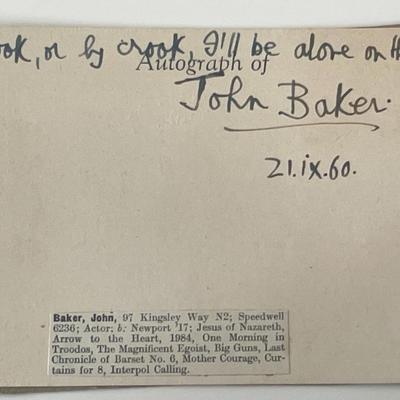 ook, or by crook, I'll be alone on th
Autograph of
John Baker.
21.ix.60.
Baker, John, 97 Kingsley Way N2; Speedwell
6236; Actor; b: Newport '17; Jesus of Nazareth,
Arrow to the Heart, 1984, One Morning in
Troodos, The Magnificent Egoist, Big Guns, Last
Chronicle of Barset No. 6, Mother Courage, Cur-
tains for 8, Interpol Calling.